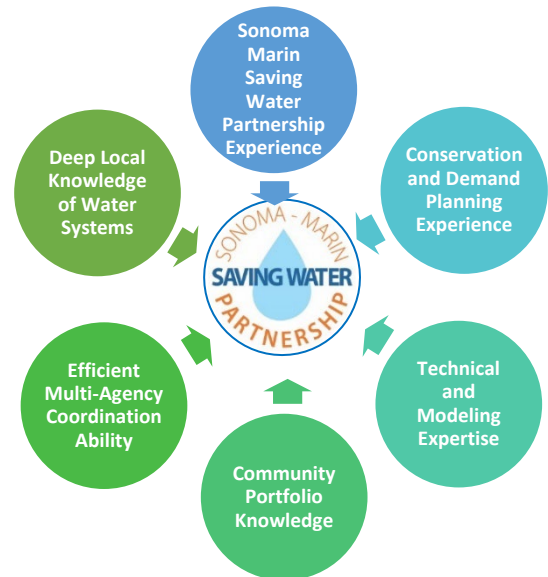 Sonoma
Marin
Saving
Water
Partnership
Experience
Deep Local
Knowledge
of Water
Systems
Conservation
and Demand
Planning
Experience
SONOMA - MARIN
SAVING WATER
PARTNERSHIP
Efficient
Multi-Agency
Coordination
Ability
Technical
and
Modeling
Expertise
Community
Portfolio
Knowledge